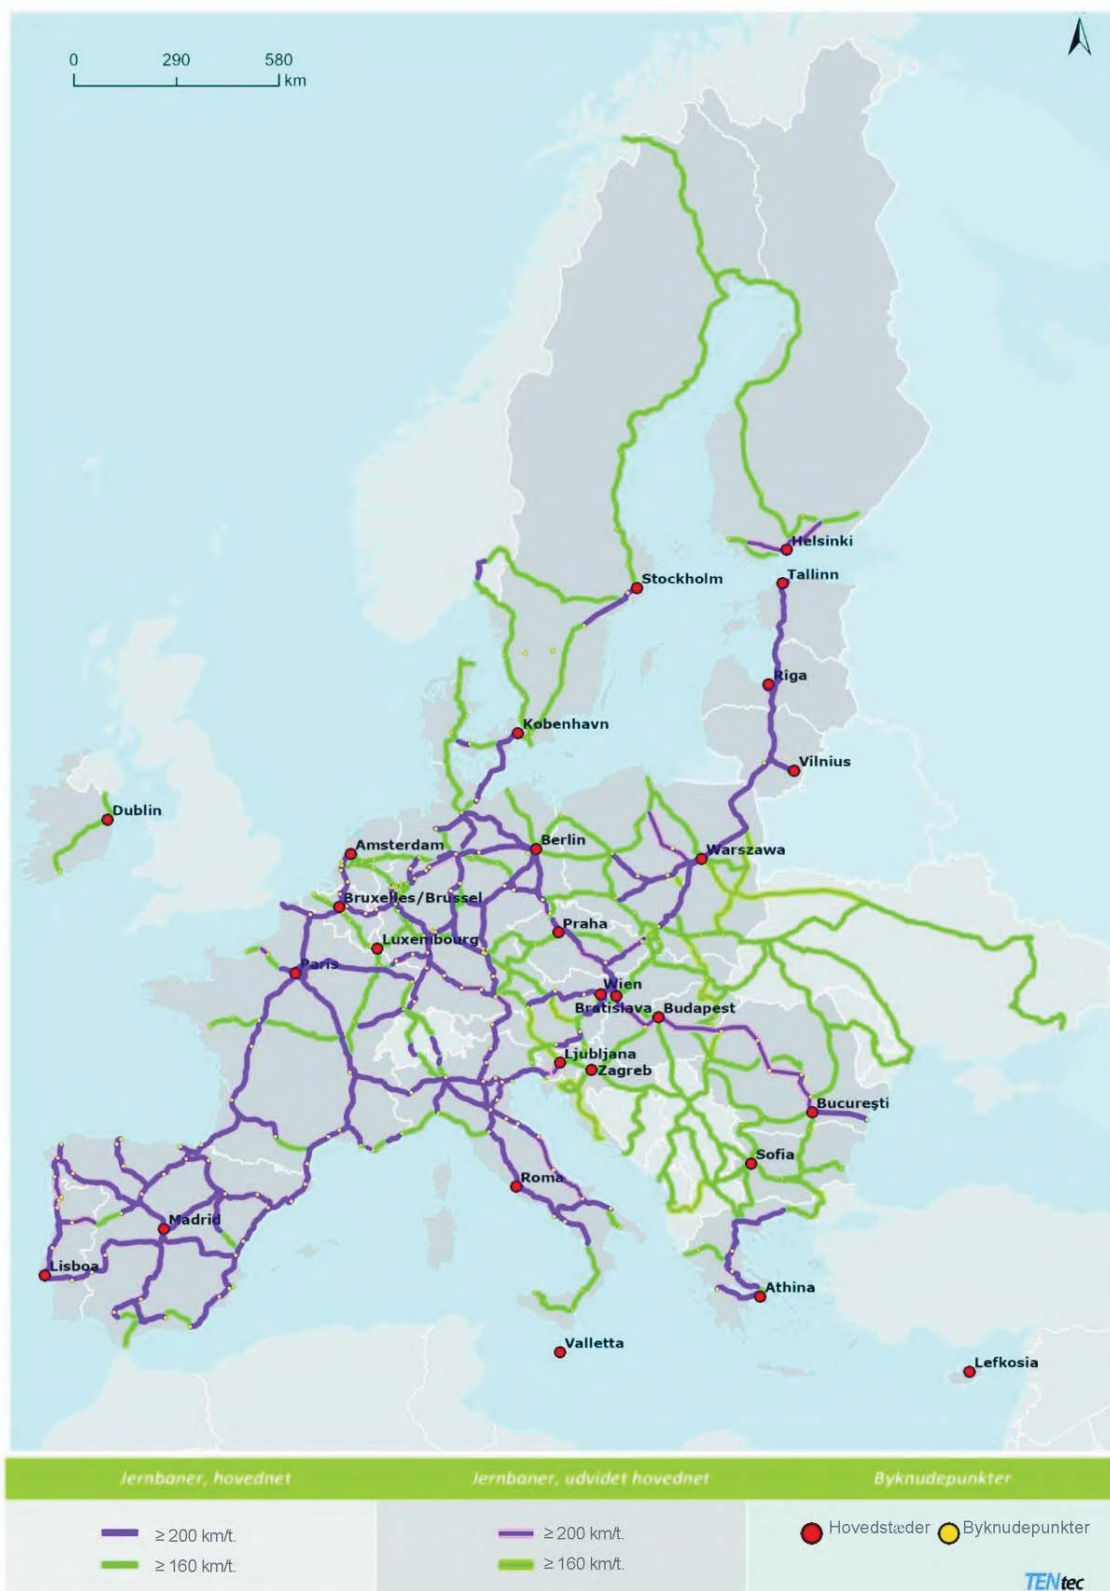 0 290 580
km
Helsinki
Tallinn
Stockholm
Rīga
København
Vilnius
Dublin
Amsterdam
Berlin
Warszawa
Bruxelles/Brussel
Praha
Luxembourg
Paris
Wien
Bratislava
Budapest
Ljubljana
Zagreb
Bucureşti
Sofia
Roma
Madrid
Lisboa
Athina
Valletta
Lefkosia
Jernbaner, hovednet
Jernbaner, udvidet hovednet
Byknudepunkter
≥ 200 km/t.
≥ 160 km/t.
≥ 200 km/t.
≥ 160 km/t.
Hovedstæder
Byknudepunkter
TENtec